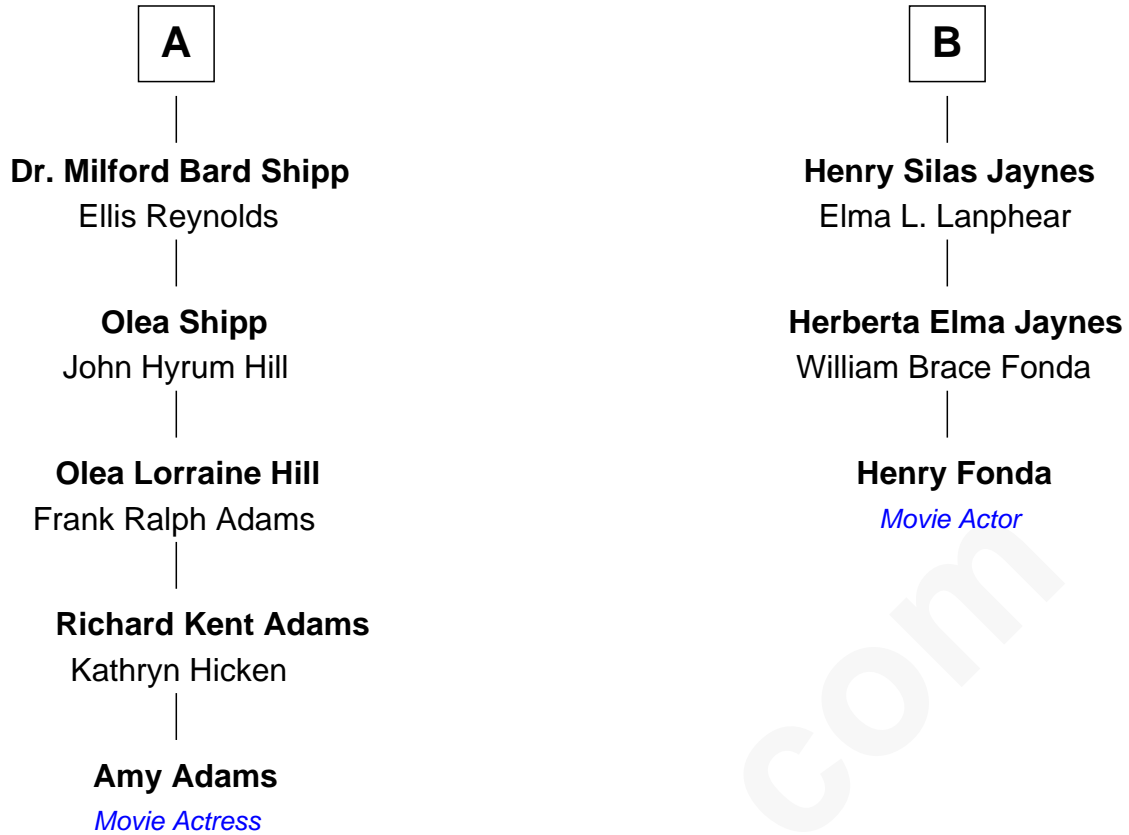 A
Dr. Milford Bard Shipp
Ellis Reynolds
Olea Shipp
John Hyrum Hill
Olea Lorraine Hill
Frank Ralph Adams
Richard Kent Adams
Kathryn Hicken
Amy Adams
Movie Actress
B
Henry Silas Jaynes
Elma L. Lanphear
Herberta Elma Jaynes
William Brace Fonda
Henry Fonda
Movie Actor
com